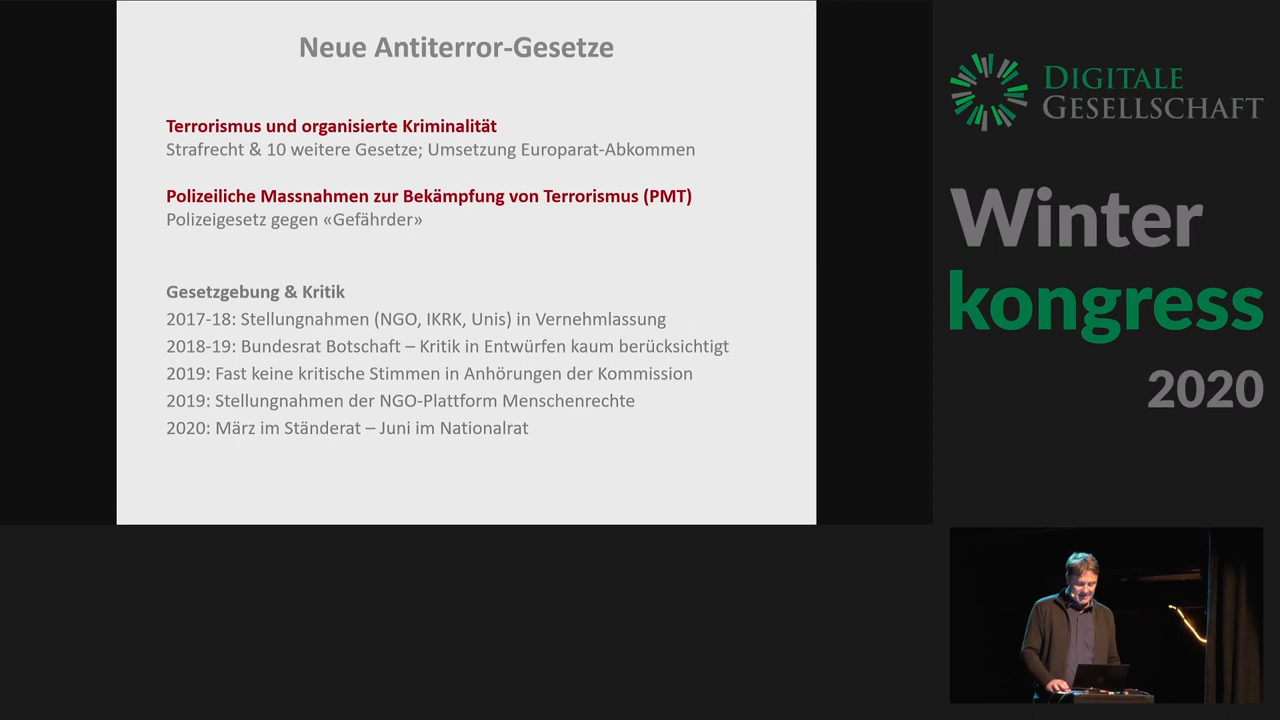 Neue Antiterror-Gesetze
Terrorismus und organisierte Kriminalität
Strafrecht & 10 weitere Gesetze; Umsetzung Europarat-Abkommen
Polizeiliche Massnahmen zur Bekämpfung von Terrorismus (PMT)
Polizeigesetz gegen «Gefährder»
Gesetzgebung & Kritik
2017-18: Stellungnahmen (NGO, IKRK, Unis) in Vernehmlassung
2018-19: Bundesrat Botschaft – Kritik in Entwürfen kaum berücksichtigt
2019: Fast keine kritische Stimmen in Anhörungen der Kommission
2019: Stellungnahmen der NGO-Plattform Menschenrechte
2020: März im Ständerat – Juni im Nationalrat
DIGITALE
GESELLSCHAFT
Winter
kongress
2020